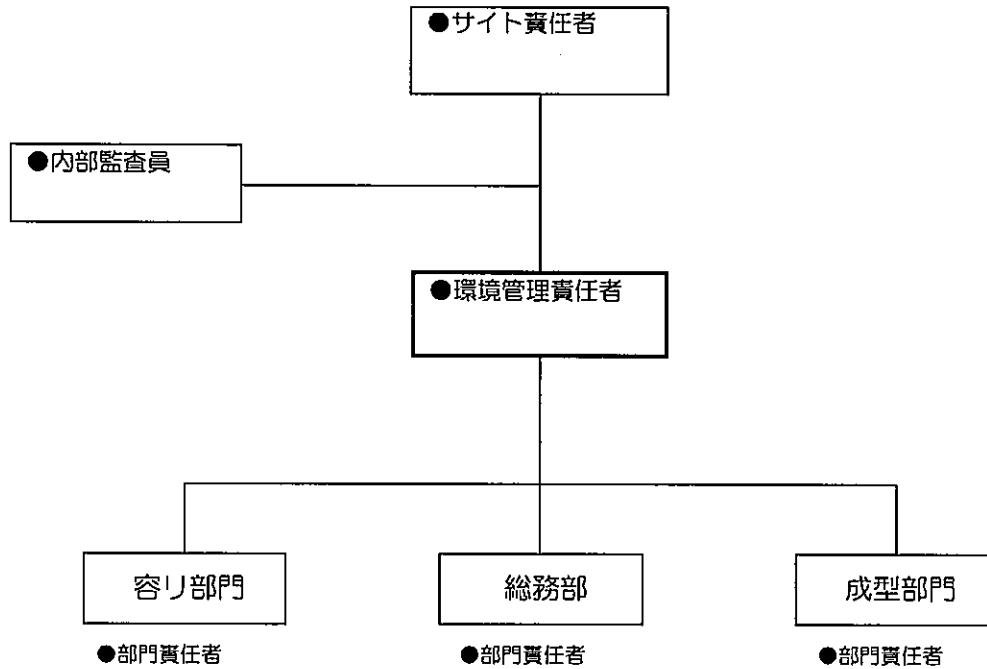 ●サイト責任者
●内部監査員
●環境管理責任者
容リ部門
総務部
成型部門
●部門責任者
●部門責任者
●部門責任者